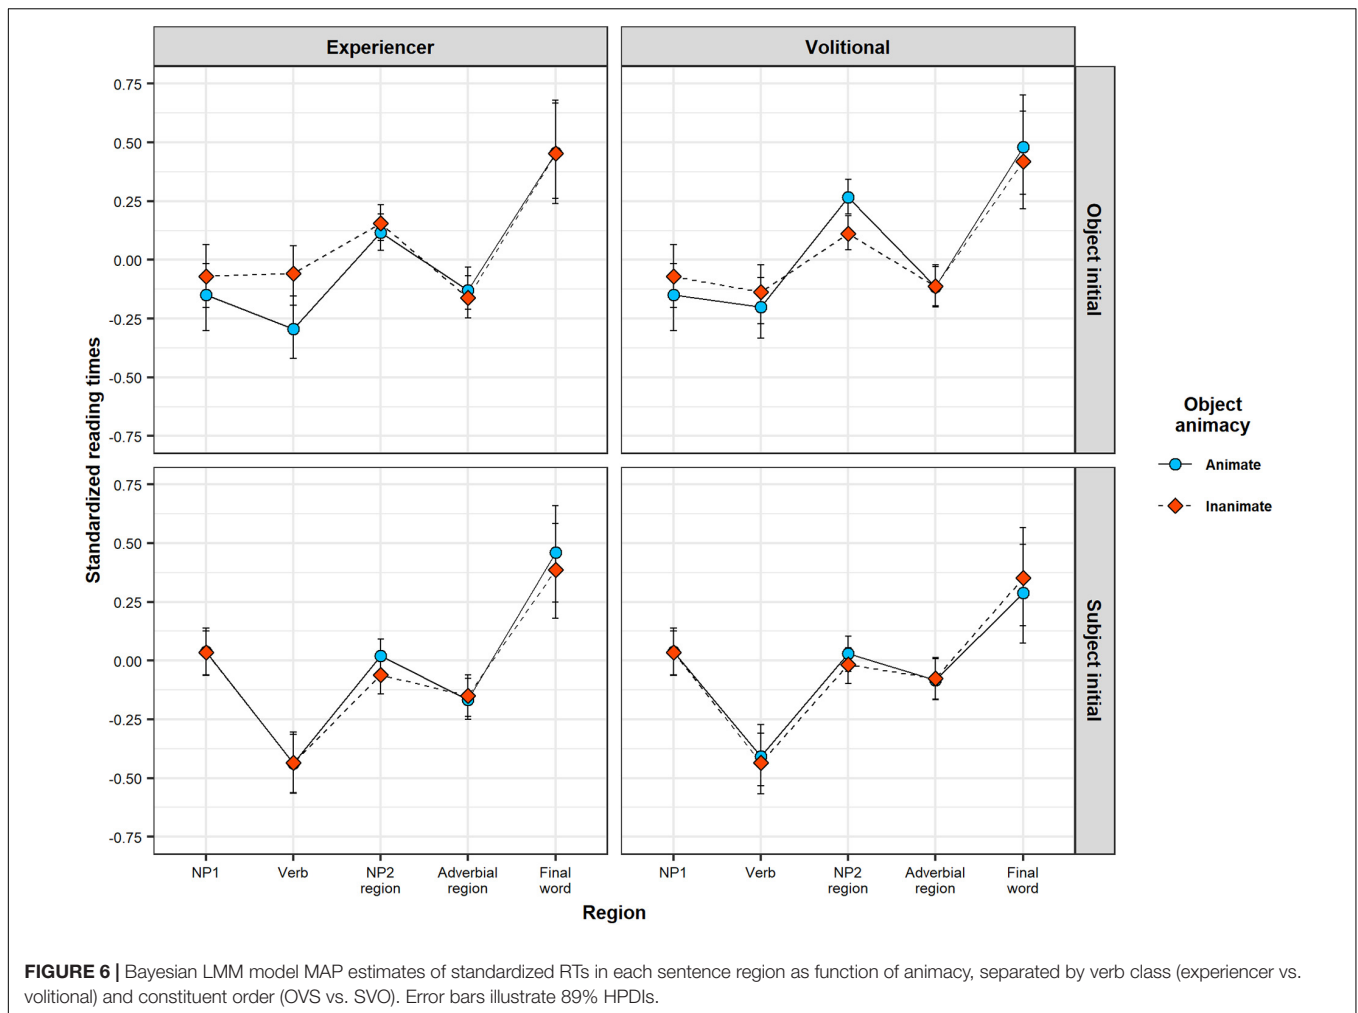 Experiencer
Volitional
0.75
0.50
0.25
0.00
-0.25
-0.50
-0.75
Object initial
0.75
0.50
0.25
0.00
-0.25
-0.50
-0.75
Subject initial
Standardized reading times
NP1
Verb
NP2
region
Adverbial
region
Final
word
NP1
Verb
NP2
region
Adverbial
region
Final
word
Region
Object
animacy
Animate
Inanimate
FIGURE 6 | Bayesian LMM model MAP estimates of standardized RTs in each sentence region as function of animacy, separated by verb class (experiencer vs.
volitional) and constituent order (OVS vs. SVO). Error bars illustrate 89% HPDIs.